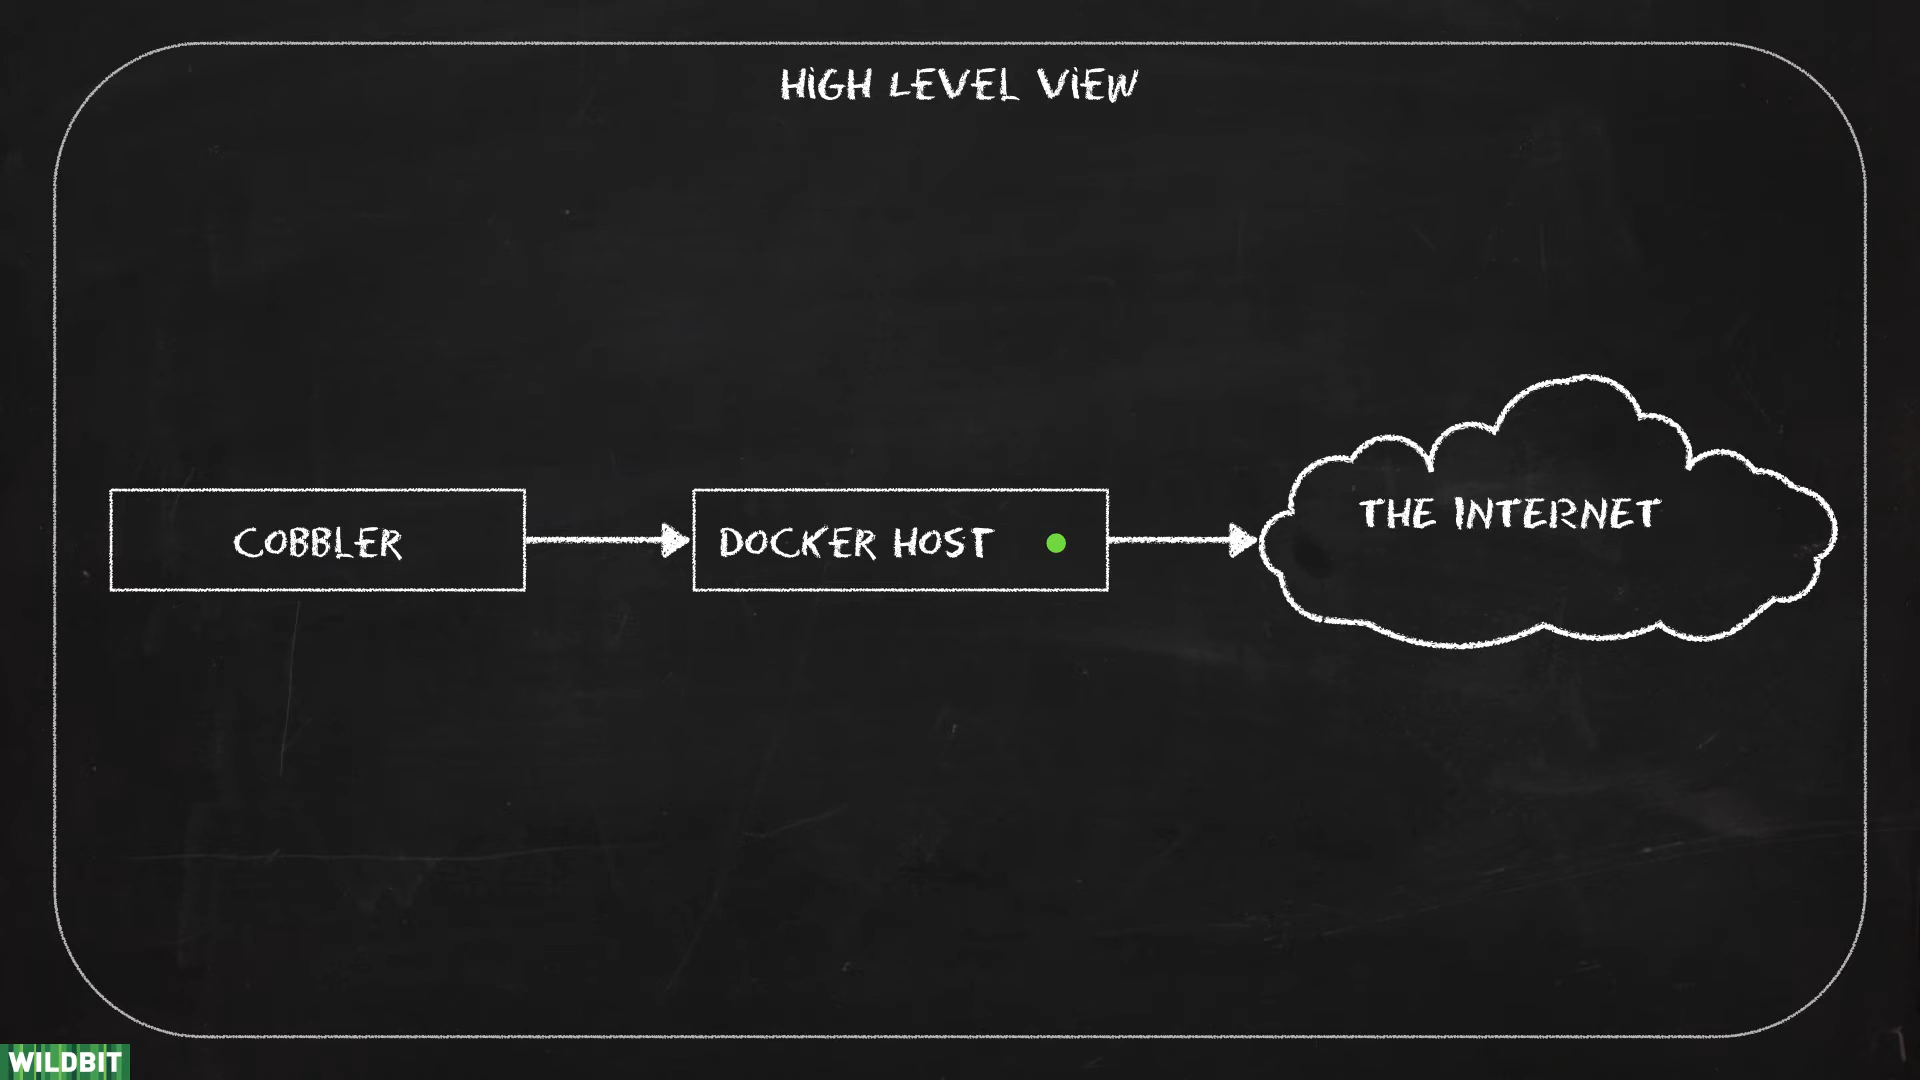 HIGH LEVEL VIEW
COBBLER
DOCKER HOST
THE INTERNET
WILDBIT